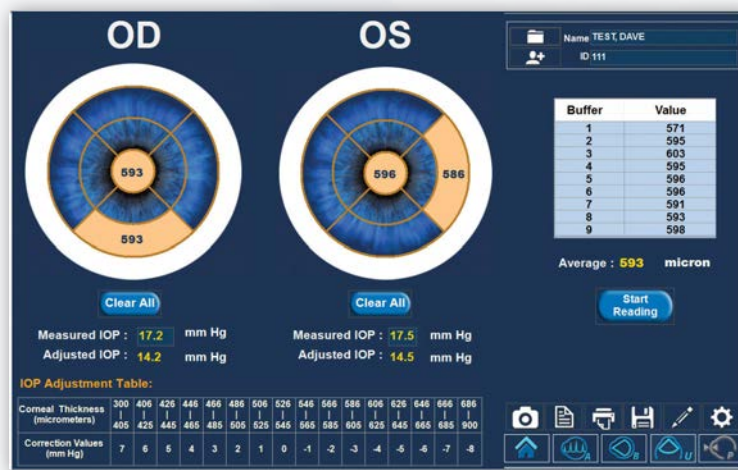 OD
OS
Name TEST, DAVE
ID 111
593
593
596
586
Buffer Value
1 571
2 595
3 603
4 595
5 596
6 596
7 591
8 593
9 598
Average : 593 micron
Clear All
Clear All
Start
Reading
Measured IOP : 17.2 mm Hg
Adjusted IOP : 14.2 mm Hg
Measured IOP : 17.5 mm Hg
Adjusted IOP : 14.5 mm Hg
IOP Adjustment Table:
Corneal Thickness
(micrometers)
300 406 426 446 466 486 506 526 546 566 586 606 626 646 666 686
| | | | | | | | | | | | | | | |
405 425 445 465 485 505 525 545 565 585 605 625 645 665 685 900
Correction Values
(mm Hg)
7 6 5 4 3 2 1 0 -1 -2 -3 -4 -5 -6 -7 -8
A B U P